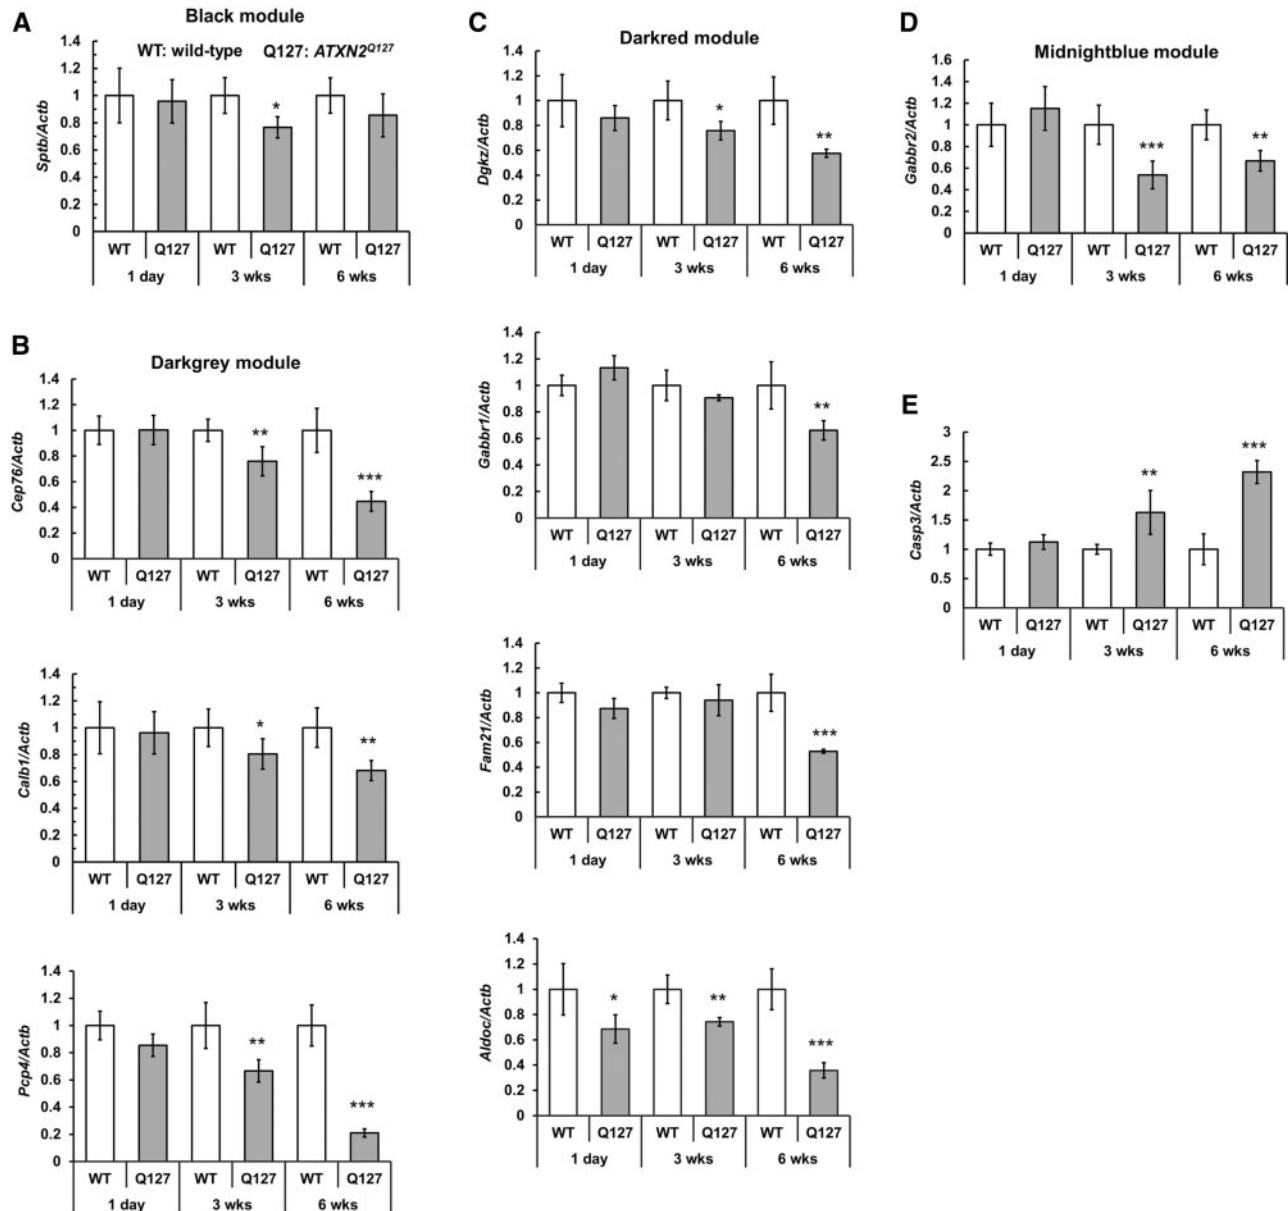 A
Black module
WT: wild-type Q127: ATXN2Q127
1.4
1.2
1
0.8
0.6
0.4
0.2
0
Sptb/Actb
*
WT Q127 WT Q127 WT Q127
1 day 3 wks 6 wks
B
Darkgrey module
1.4
1.2
1
0.8
0.6
0.4
0.2
0
Cep76/Actb
** ***
WT Q127 WT Q127 WT Q127
1 day 3 wks 6 wks
1.4
1.2
1
0.8
0.6
0.4
0.2
0
Calb1/Actb
* **
WT Q127 WT Q127 WT Q127
1 day 3 wks 6 wks
1.4
1.2
1
0.8
0.6
0.4
0.2
0
Pcp4/Actb
** ***
WT Q127 WT Q127 WT Q127
1 day 3 wks 6 wks
C
Darkred module
1.4
1.2
1
0.8
0.6
0.4
0.2
0
Dgkz/Actb
* **
WT Q127 WT Q127 WT Q127
1 day 3 wks 6 wks
1.4
1.2
1
0.8
0.6
0.4
0.2
0
Gabbr1/Actb
**
WT Q127 WT Q127 WT Q127
1 day 3 wks 6 wks
1.4
1.2
1
0.8
0.6
0.4
0.2
0
Fam21/Actb
***
WT Q127 WT Q127 WT Q127
1 day 3 wks 6 wks
1.4
1.2
1
0.8
0.6
0.4
0.2
0
Aldoc/Actb
* ** ***
WT Q127 WT Q127 WT Q127
1 day 3 wks 6 wks
D
Midnightblue module
1.6
1.4
1.2
1
0.8
0.6
0.4
0.2
0
Gabbr2/Actb
*** **
WT Q127 WT Q127 WT Q127
1 day 3 wks 6 wks
E
3
2.5
2
1.5
1
0.5
0
Casp3/Actb
** ***
WT Q127 WT Q127 WT Q127
1 day 3 wks 6 wks